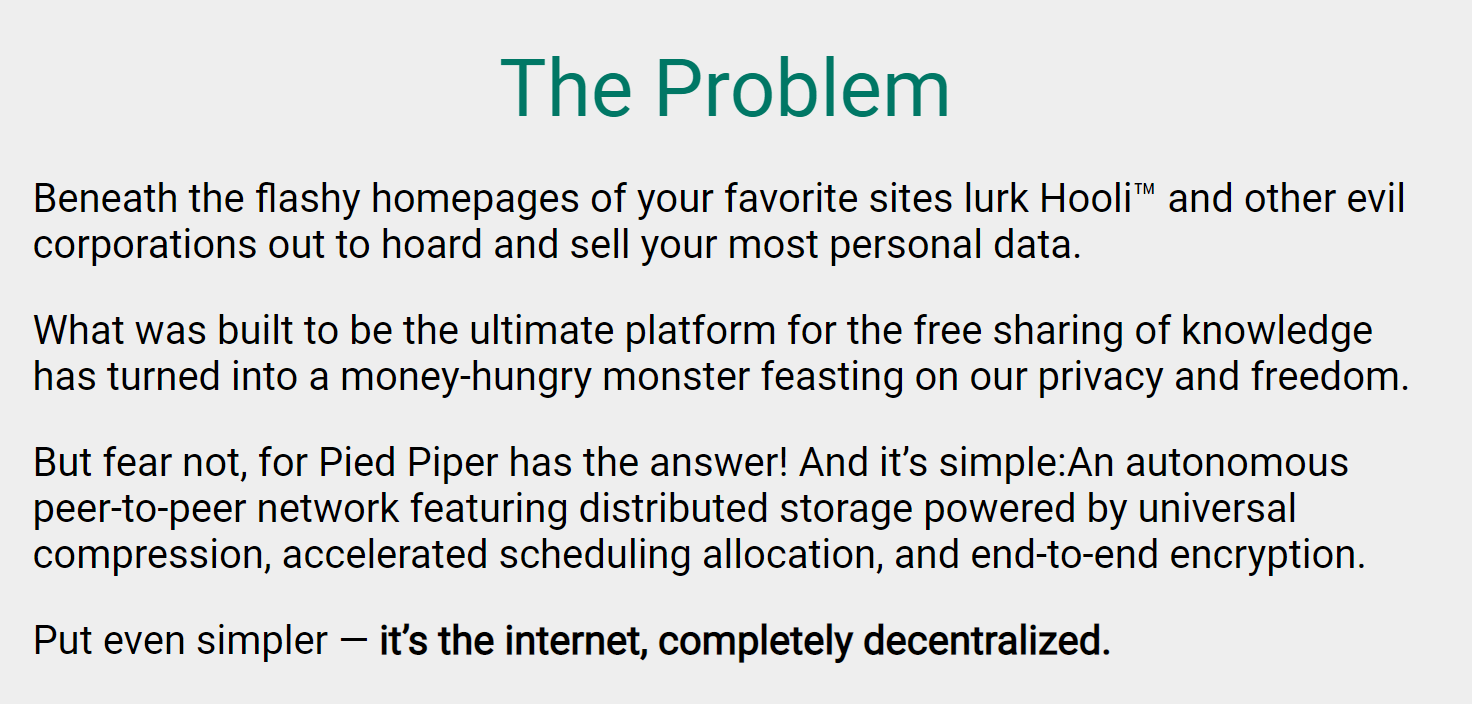 The Problem
Beneath the flashy homepages of your favorite sites lurk Hooli™ and other evil
corporations out to hoard and sell your most personal data.
What was built to be the ultimate platform for the free sharing of knowledge
has turned into a money-hungry monster feasting on our privacy and freedom.
But fear not, for Pied Piper has the answer! And it’s simple:An autonomous
peer-to-peer network featuring distributed storage powered by universal
compression, accelerated scheduling allocation, and end-to-end encryption.
Put even simpler — it’s the internet, completely decentralized.